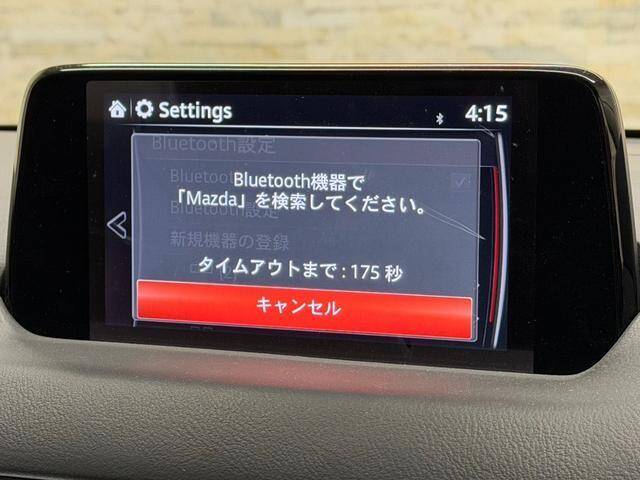 Settings
4:15
Bluetooth設定
Bluetooth
Bluetooth機器で
「Mazda」を検索してください。
Bluetooth設定
新規機器の登録
タイムアウトまで : 175 秒
キャンセル